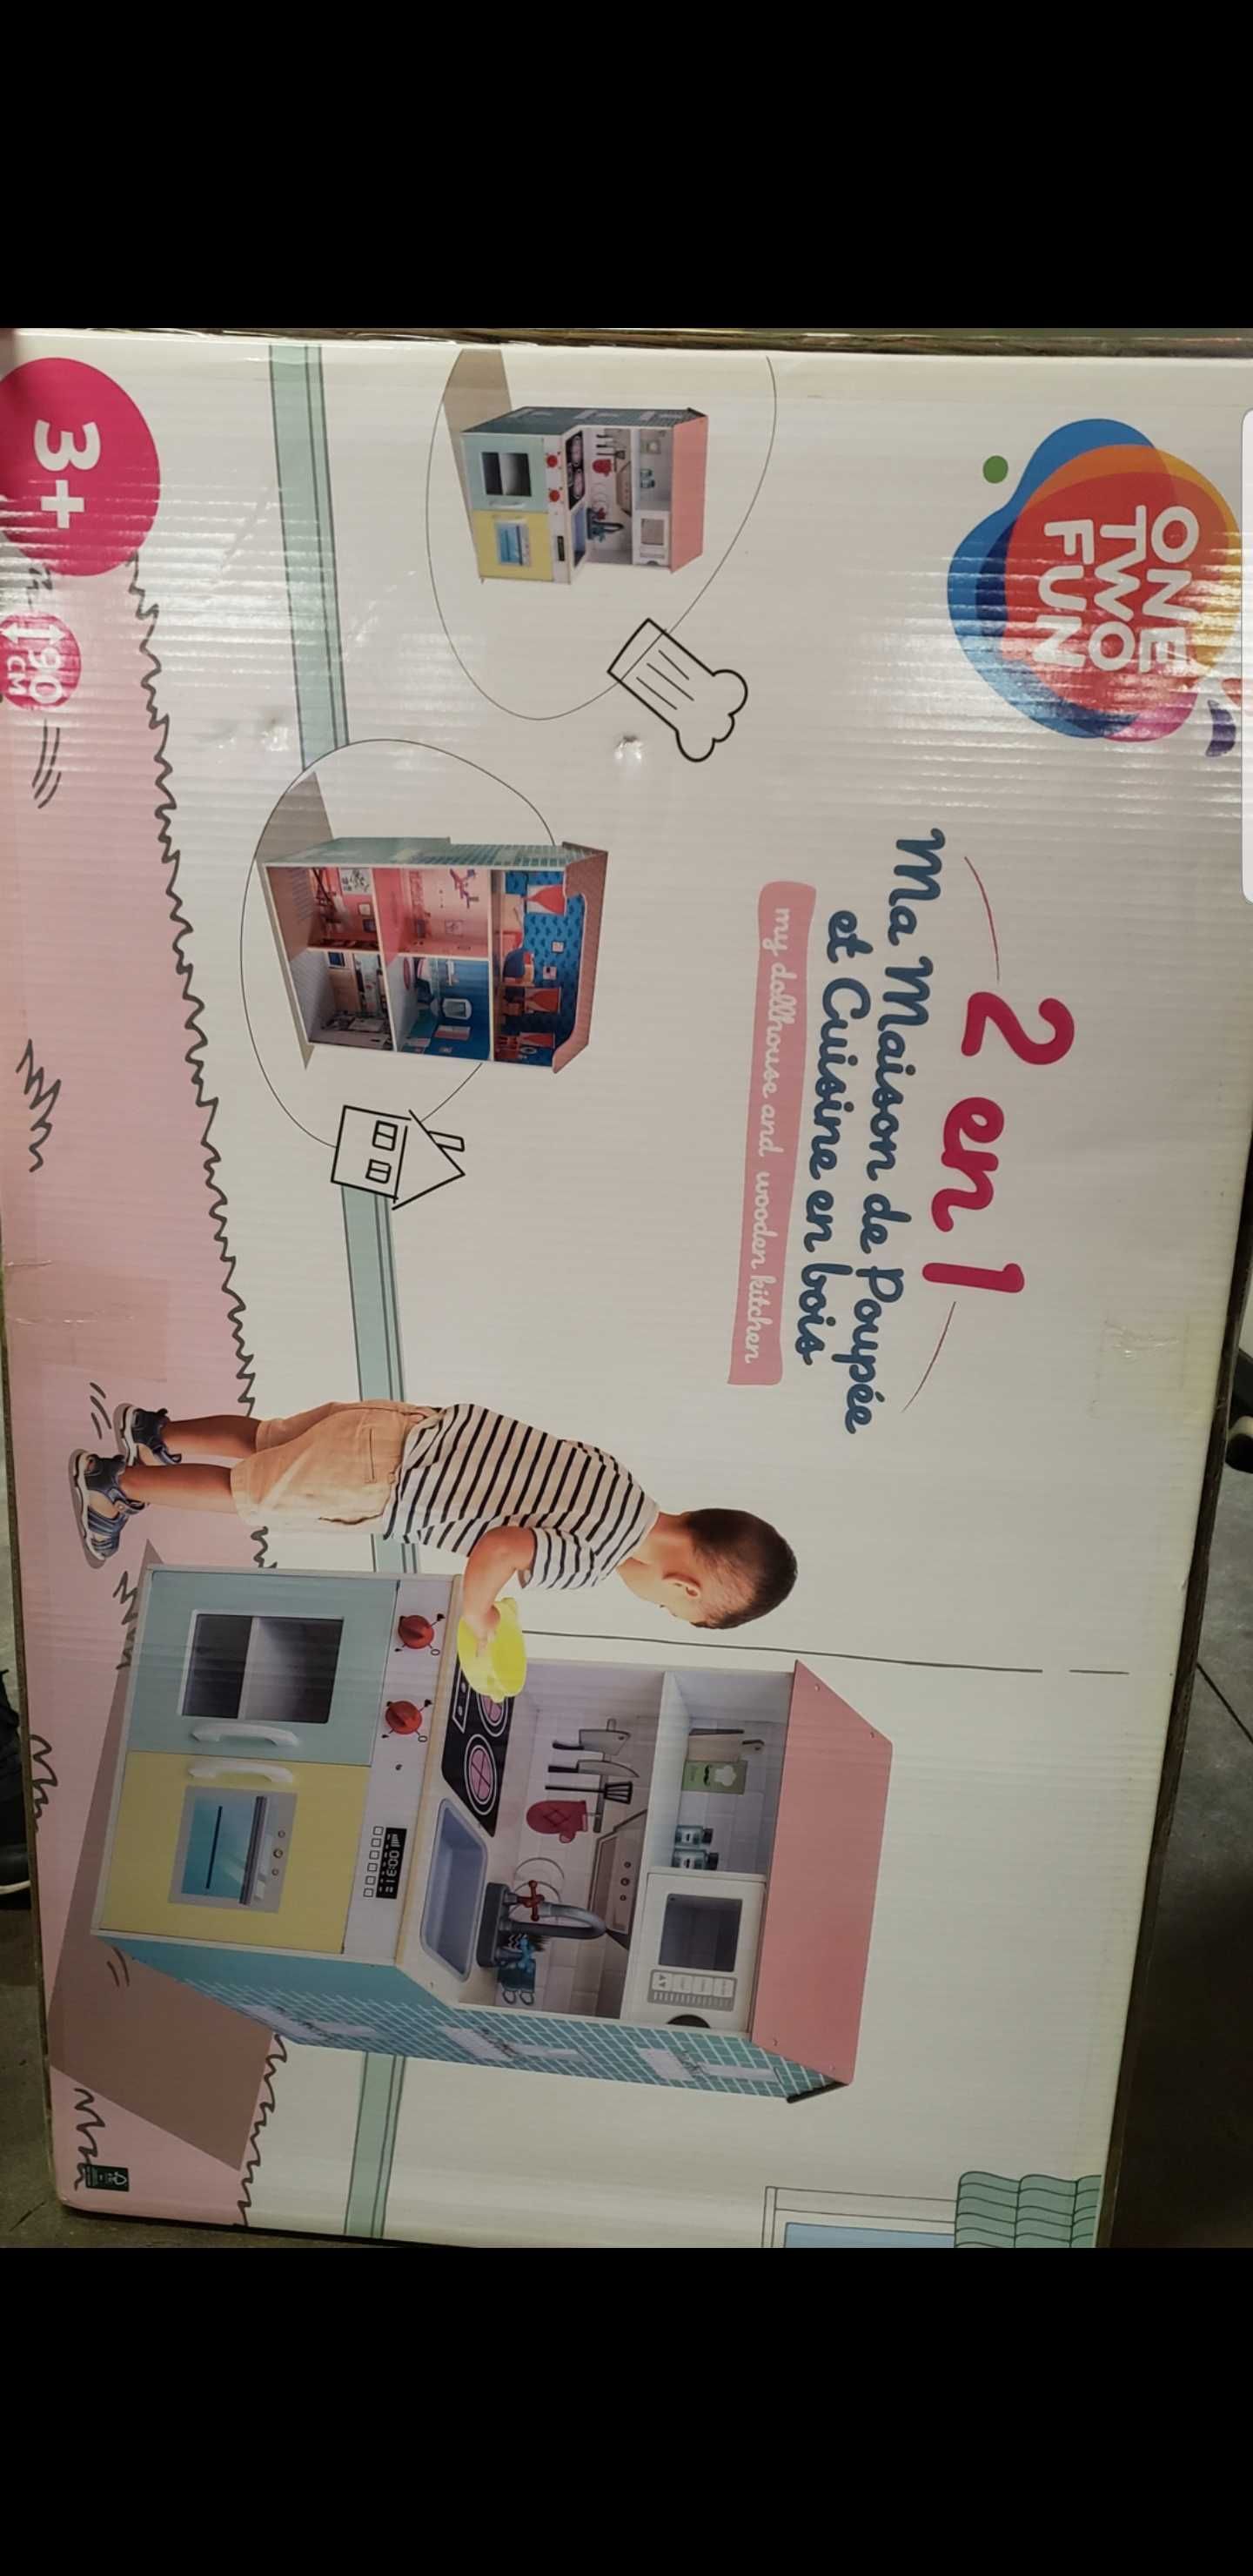 ONE
TWO
FUN
2 en 1
Ma Maison de Poupée
et Cuisine en bois
my dollhouse and wooden kitchen
3+
90
CM